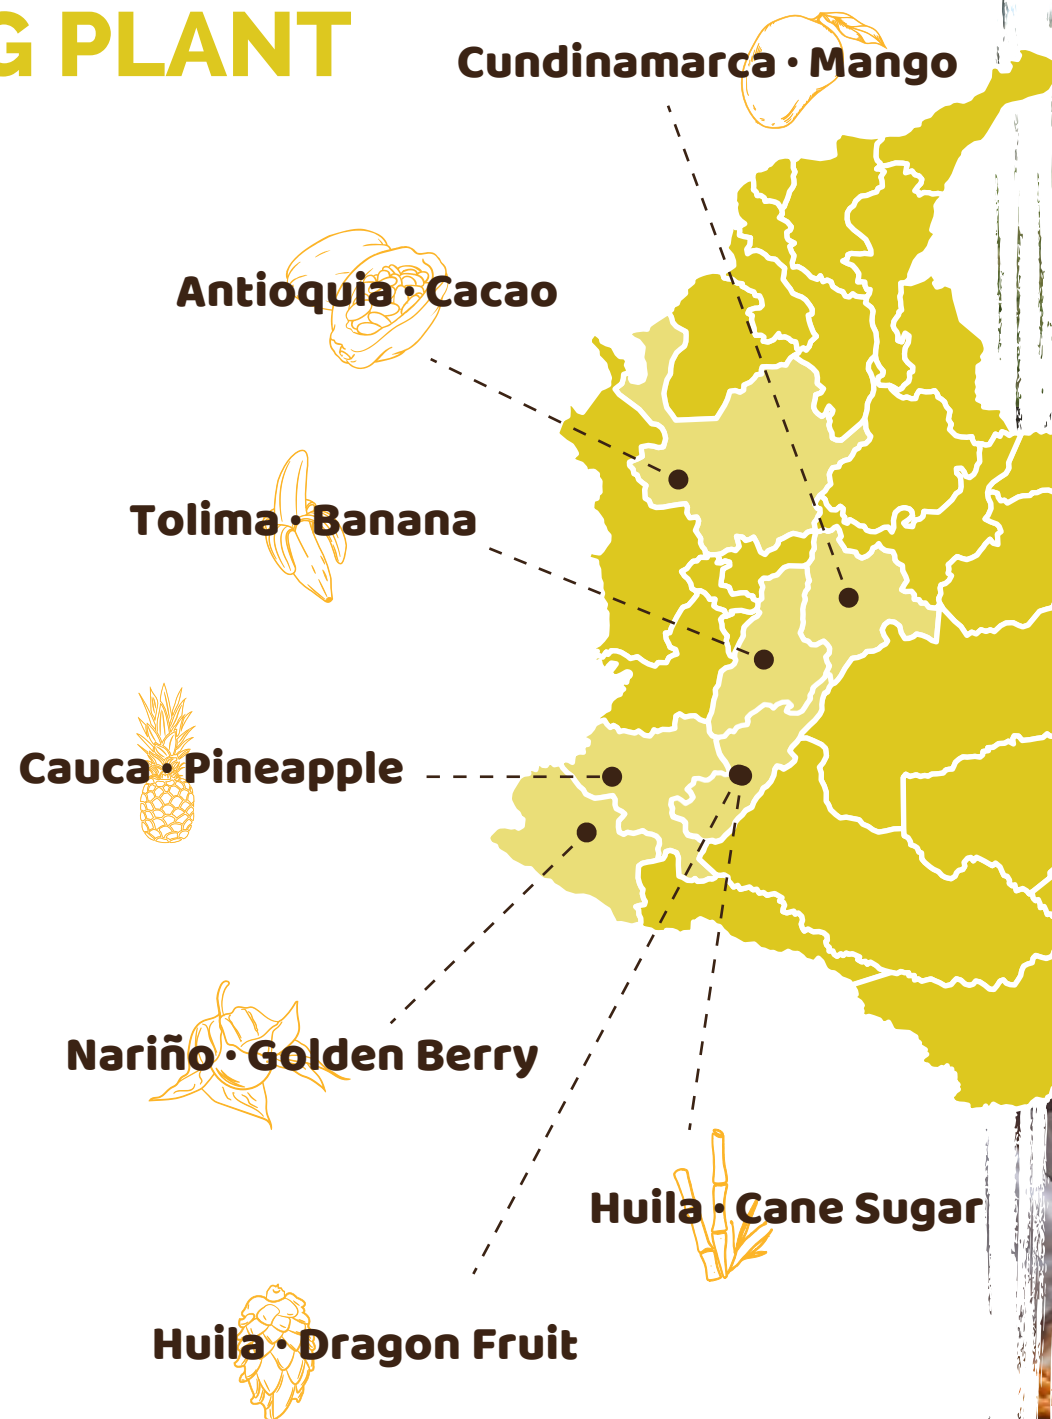 G PLANT
Cundinamarca · Mango
Antioquia · Cacao
Tolima · Banana
Cauca · Pineapple
Nariño · Golden Berry
Huila · Cane Sugar
Huila · Dragon Fruit